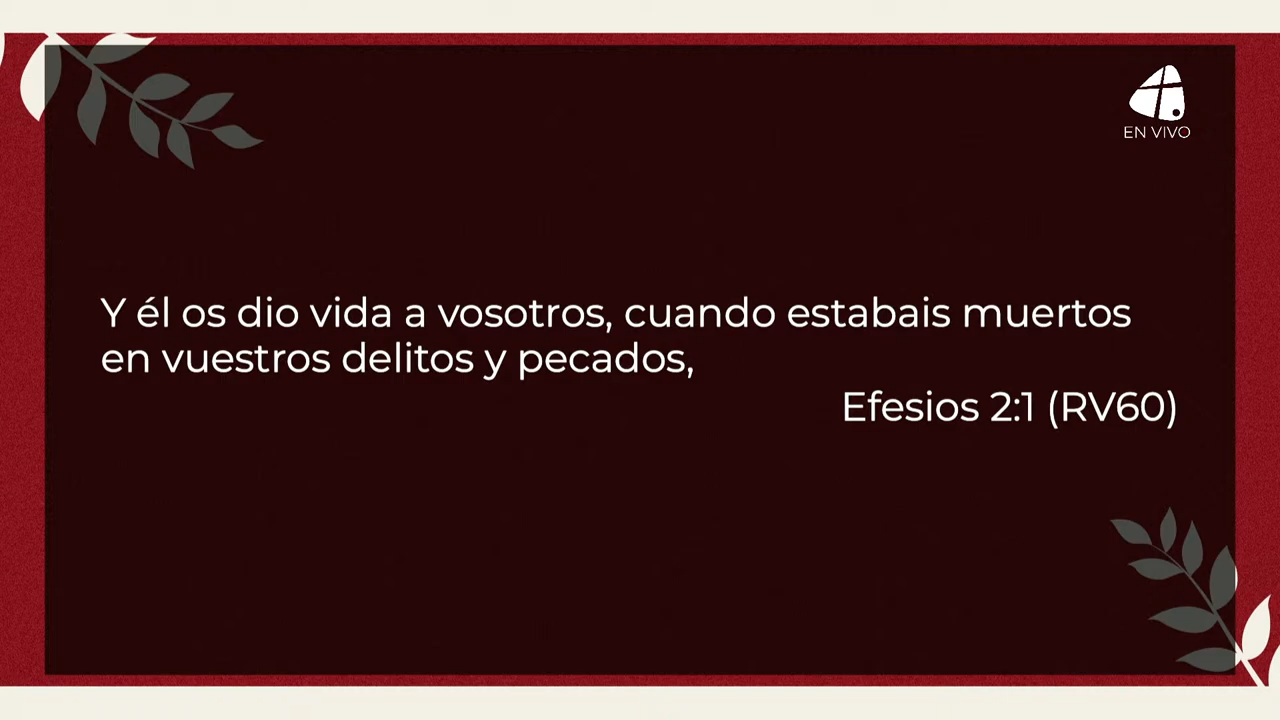 EN VIVO
Y él os dio vida a vosotros, cuando estabais muertos
en vuestros delitos y pecados,
Efesios 2:1 (RV60)